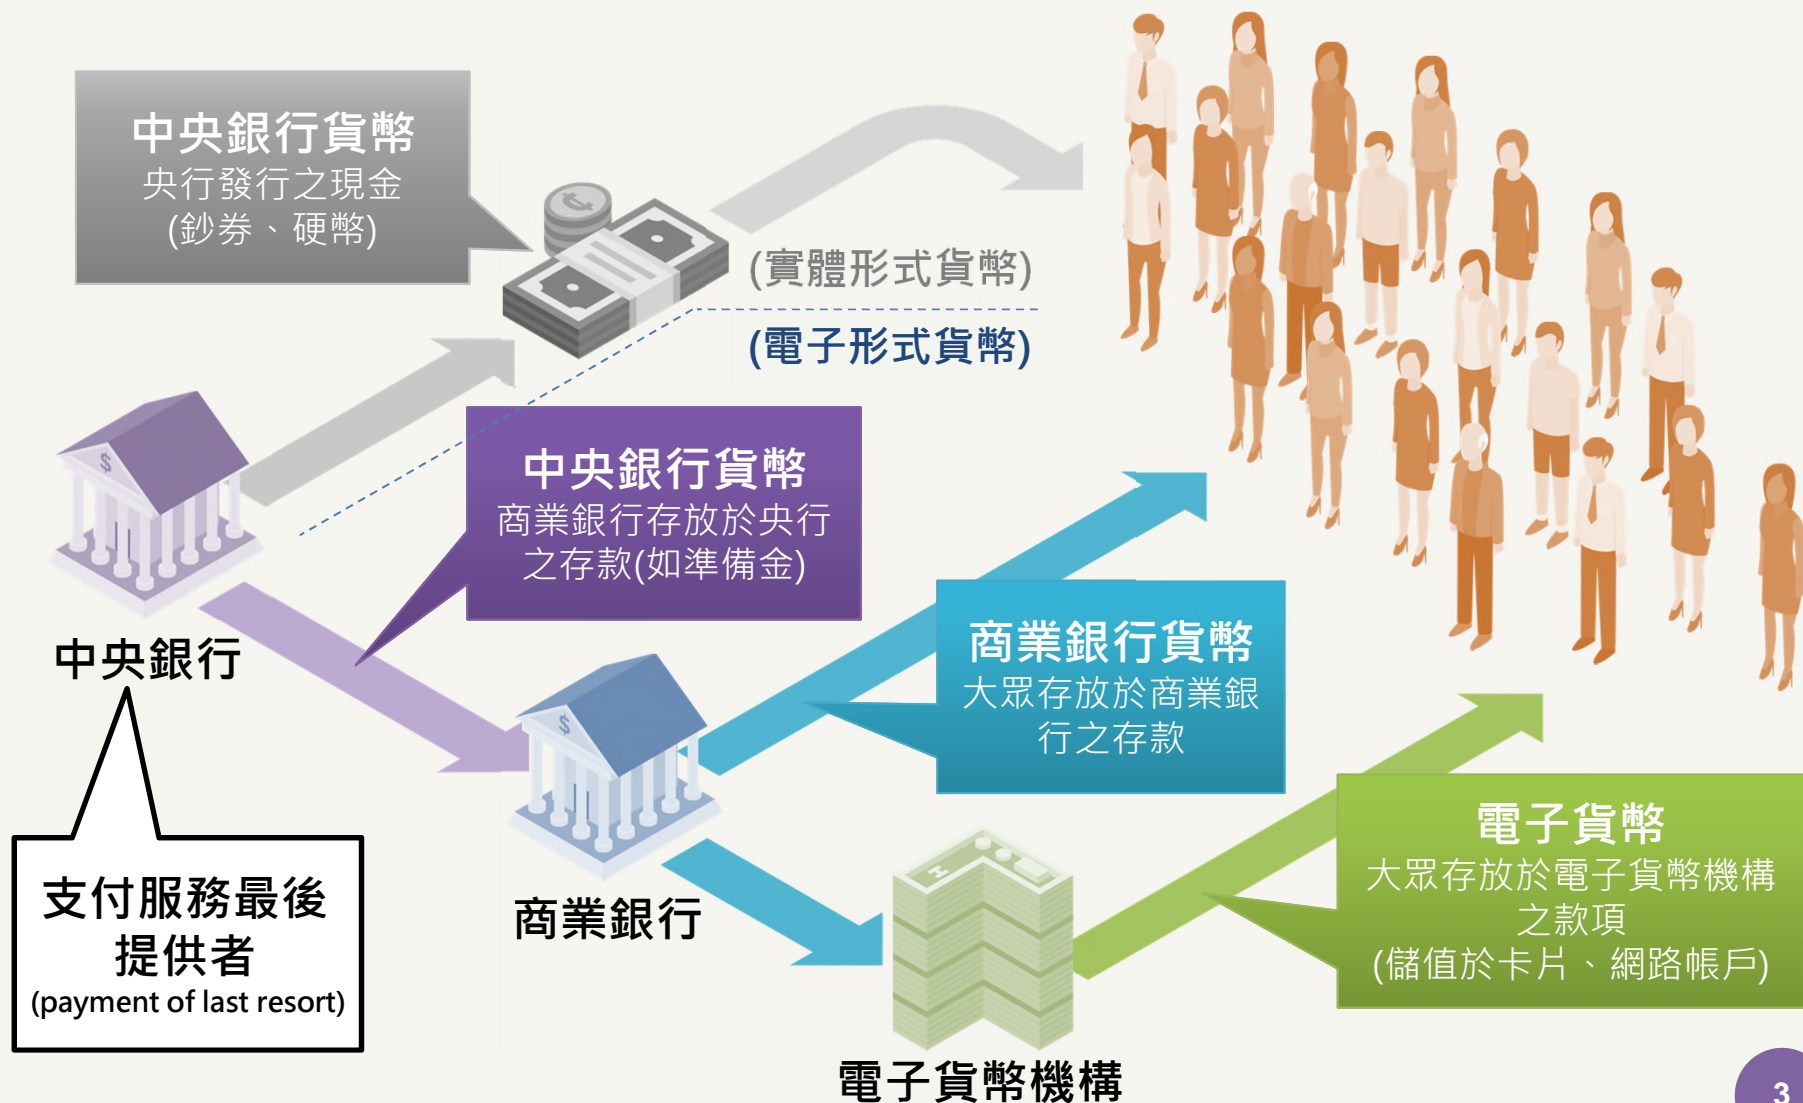 中央銀行貨幣
央行發行之現金
(鈔券、硬幣)
(實體形式貨幣)
(電子形式貨幣)
中央銀行貨幣
商業銀行存放於央行
之存款(如準備金)
$
中央銀行
商業銀行貨幣
大眾存放於商業銀
行之存款
$
商業銀行
電子貨幣
大眾存放於電子貨幣機構
之款項
(儲值於卡片、網路帳戶)
支付服務最後
提供者
(payment of last resort)
H
電子貨幣機構
3